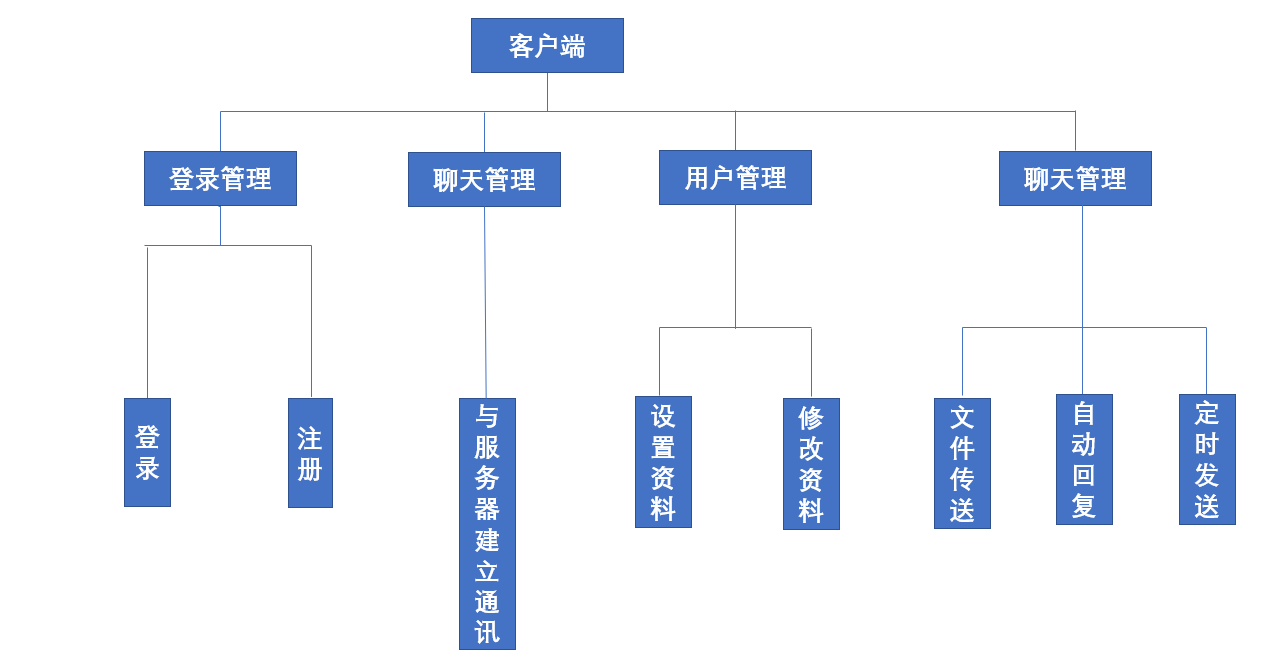 客户端
登录管理
聊天管理
用户管理
聊天管理
登录
注册
与服务器建立通讯
设置资料
修改资料
文件传送
自动回复
定时发送